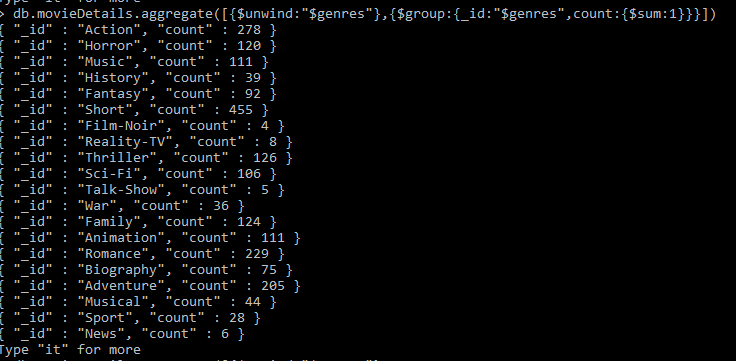 Type "it" for more
> db.movieDetails.aggregate([{$unwind:"$genres"},{$group:{_id:"$genres",count:{$sum:1}}}])
{ "_id" : "Action", "count" : 278 }
{ "_id" : "Horror", "count" : 120 }
{ "_id" : "Music", "count" : 111 }
{ "_id" : "History", "count" : 39 }
{ "_id" : "Fantasy", "count" : 92 }
{ "_id" : "Short", "count" : 455 }
{ "_id" : "Film-Noir", "count" : 4 }
{ "_id" : "Reality-TV", "count" : 8 }
{ "_id" : "Thriller", "count" : 126 }
{ "_id" : "Sci-Fi", "count" : 106 }
{ "_id" : "Talk-Show", "count" : 5 }
{ "_id" : "War", "count" : 36 }
{ "_id" : "Family", "count" : 124 }
{ "_id" : "Animation", "count" : 111 }
{ "_id" : "Romance", "count" : 229 }
{ "_id" : "Biography", "count" : 75 }
{ "_id" : "Adventure", "count" : 205 }
{ "_id" : "Musical", "count" : 44 }
{ "_id" : "Sport", "count" : 28 }
{ "_id" : "News", "count" : 6 }
Type "it" for more